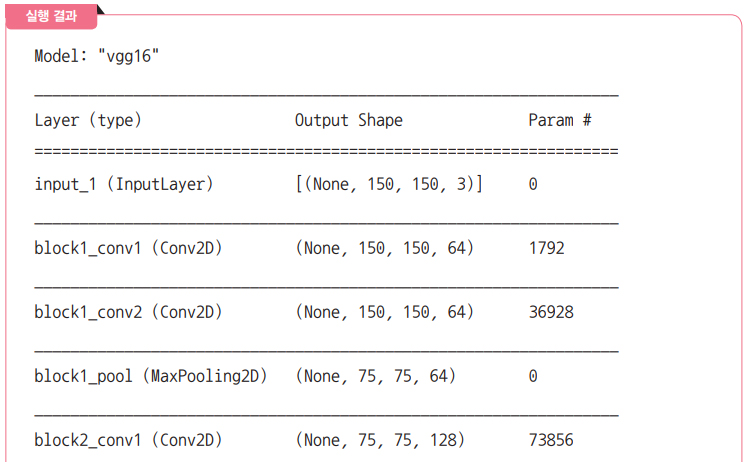 실행 결과
Model: "vgg16"
_________________________________________________________________
Layer (type)                 Output Shape              Param #
=================================================================
input_1 (InputLayer)         [(None, 150, 150, 3)]     0
_________________________________________________________________
block1_conv1 (Conv2D)        (None, 150, 150, 64)      1792
_________________________________________________________________
block1_conv2 (Conv2D)        (None, 150, 150, 64)      36928
_________________________________________________________________
block1_pool (MaxPooling2D)   (None, 75, 75, 64)        0
_________________________________________________________________
block2_conv1 (Conv2D)        (None, 75, 75, 128)       73856